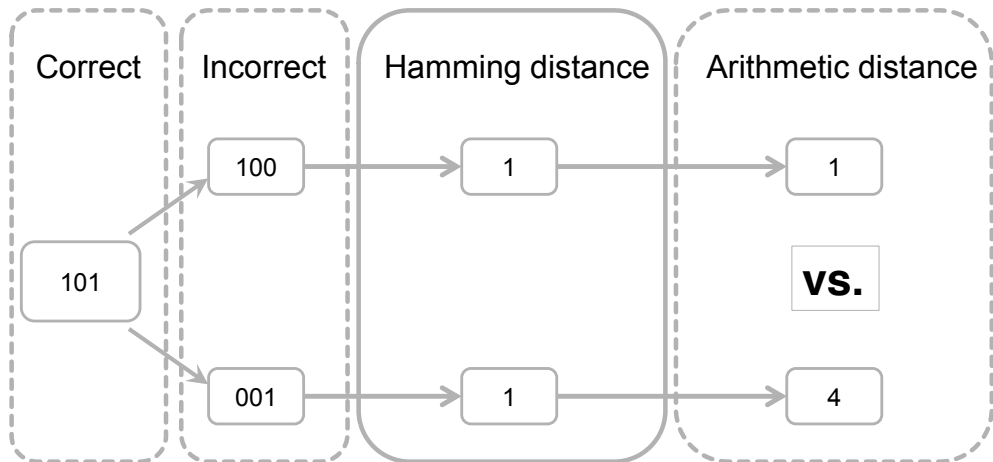 Correct Incorrect Hamming distance Arithmetic distance
100 1 1
101
vs.
001 1 4